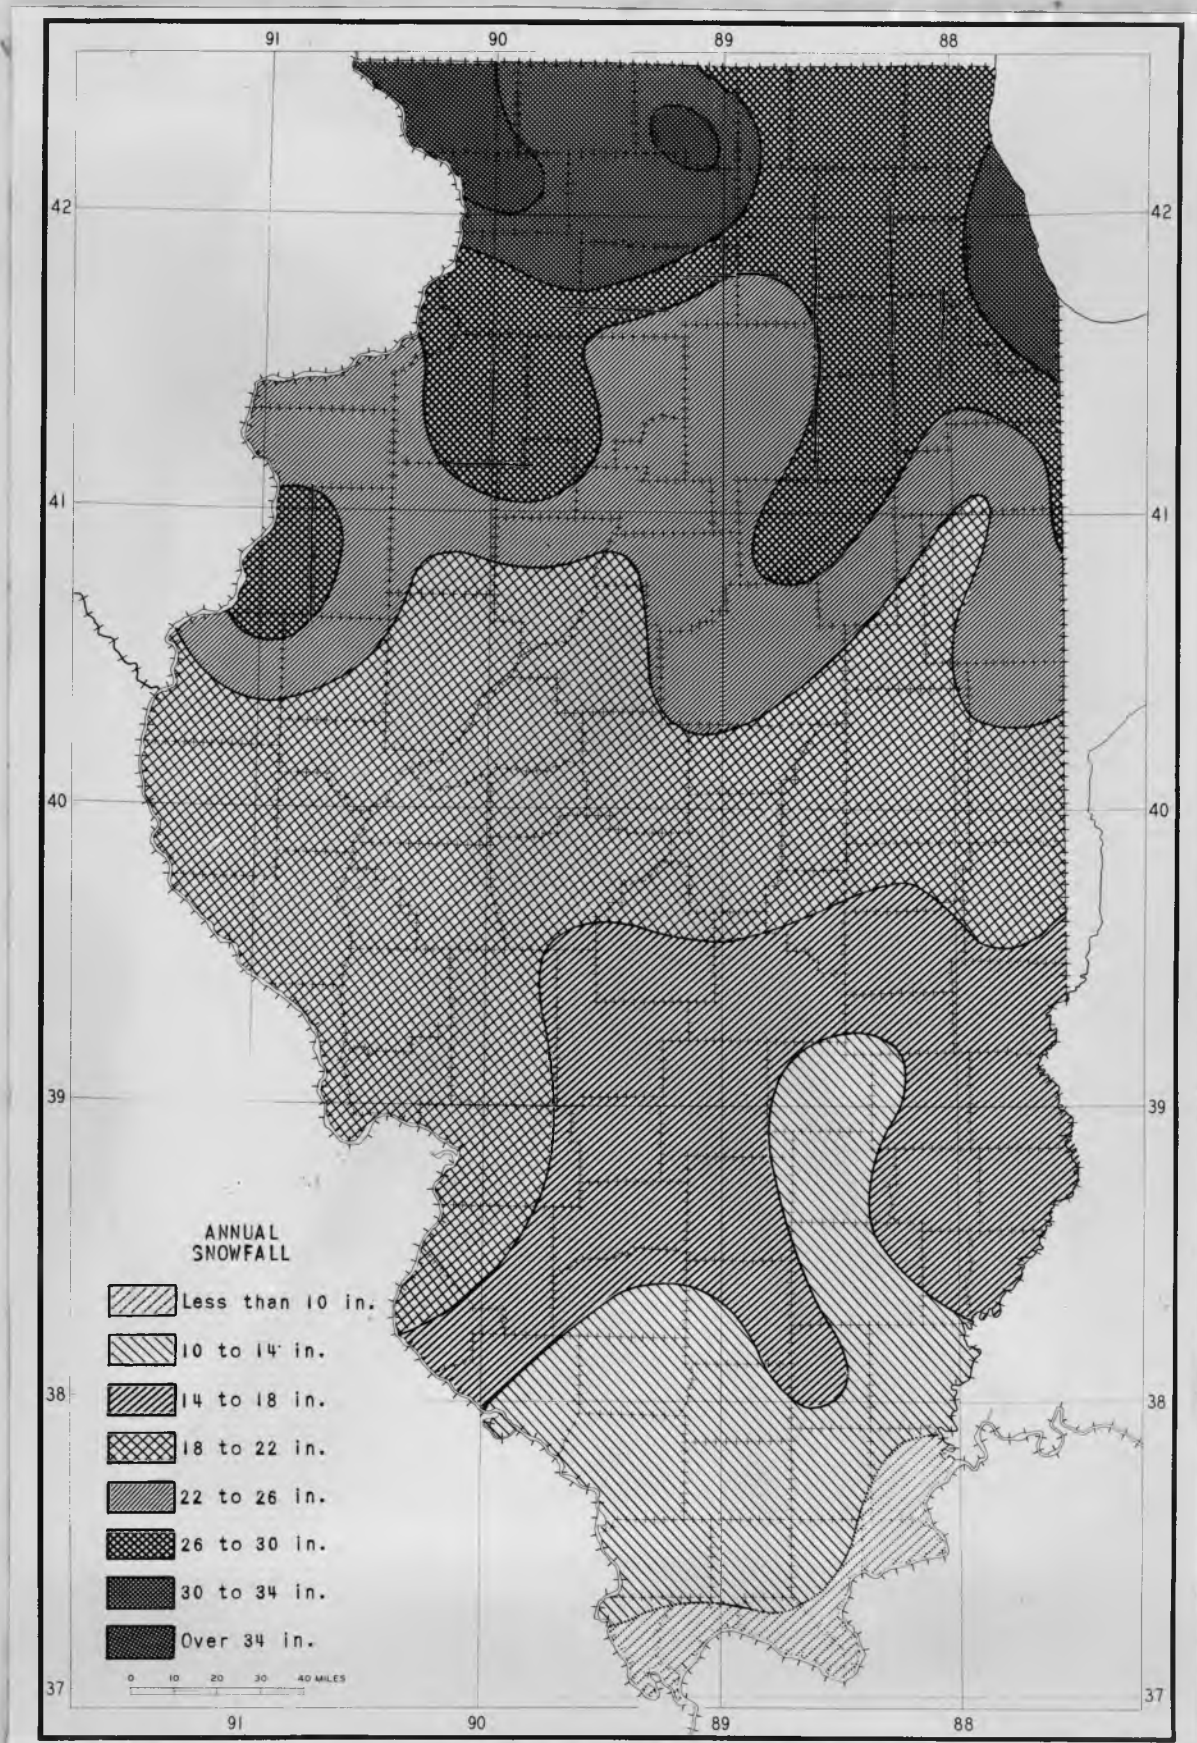 91 90 89 88
42 42
41 41
40 40
39 39
ANNUAL
SNOWFALL
Less than 10 in.
10 to 14 in.
14 to 18 in.
18 to 22 in.
22 to 26 in.
26 to 30 in.
30 to 34 in.
Over 34 in.
0 10 20 30 40 MILES
38 38
37 37
91 90 89 88